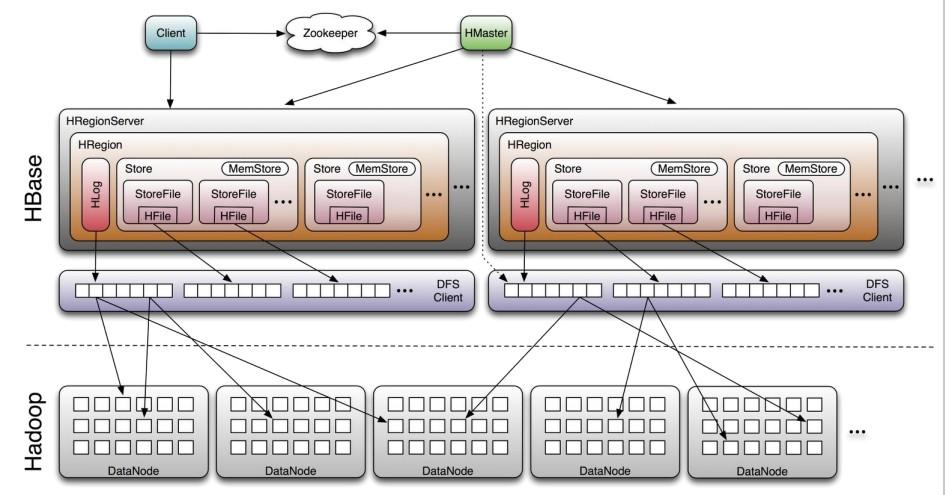 Client
Zookeeper
HMaster
HBase
HRegionServer
HRegion
HLog
Store
MemStore
StoreFile
HFile
StoreFile
HFile
...
Store
MemStore
StoreFile
HFile
...
...
HRegionServer
HRegion
HLog
Store
MemStore
StoreFile
HFile
StoreFile
HFile
...
Store
MemStore
StoreFile
HFile
...
...
...
...
DFS
Client
...
DFS
Client
Hadoop
DataNode
DataNode
DataNode
DataNode
DataNode
...